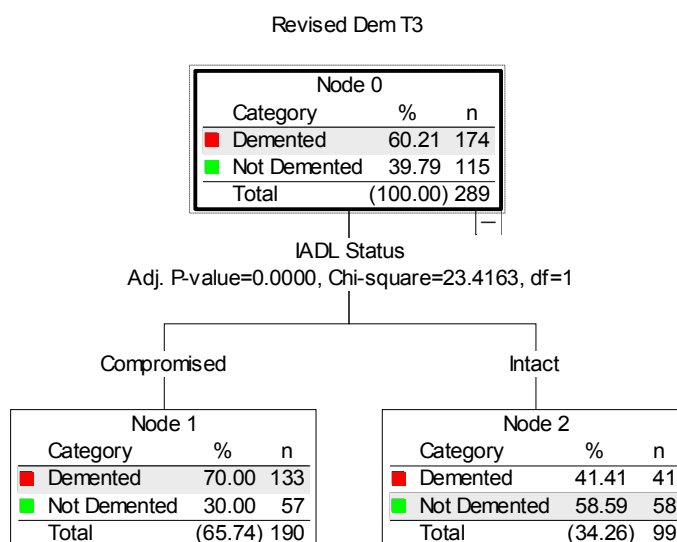 Revised Dem T3
Node 0
Category % n
Demented 60.21 174
Not Demented 39.79 115
Total (100.00) 289
IADL Status
Adj. P-value=0.0000, Chi-square=23.4163, df=1
Compromised
Intact
Node 1
Category % n
Demented 70.00 133
Not Demented 30.00 57
Total (65.74) 190
Node 2
Category % n
Demented 41.41 41
Not Demented 58.59 58
Total (34.26) 99